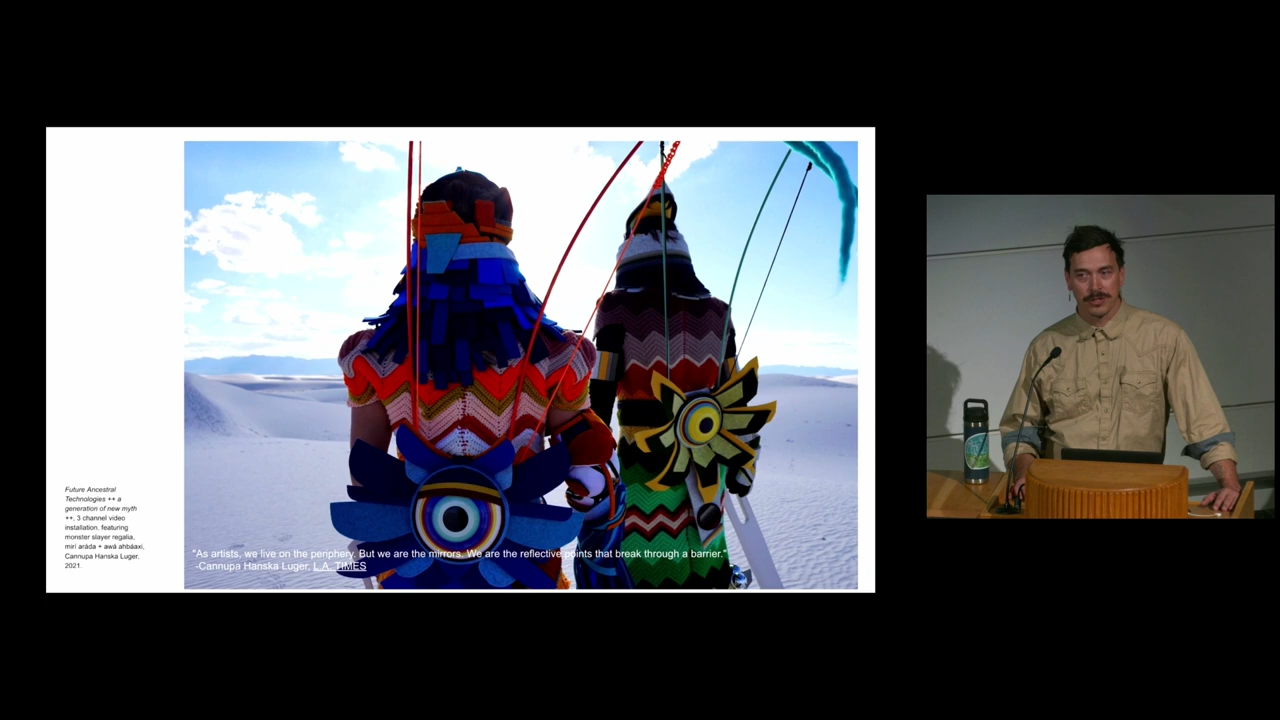 Future Ancestral
Technologies ++ a
generation of new myth
++, 3 channel video
installation, featuring
monster slayer regalia,
miri aráda + awá ahbáaxi,
Cannupa Hanska Luger,
2021.
"As artists, we live on the periphery. But we are the mirrors. We are the reflective points that break through a barrier."
-Cannupa Hanska Luger, L.A. TIMES